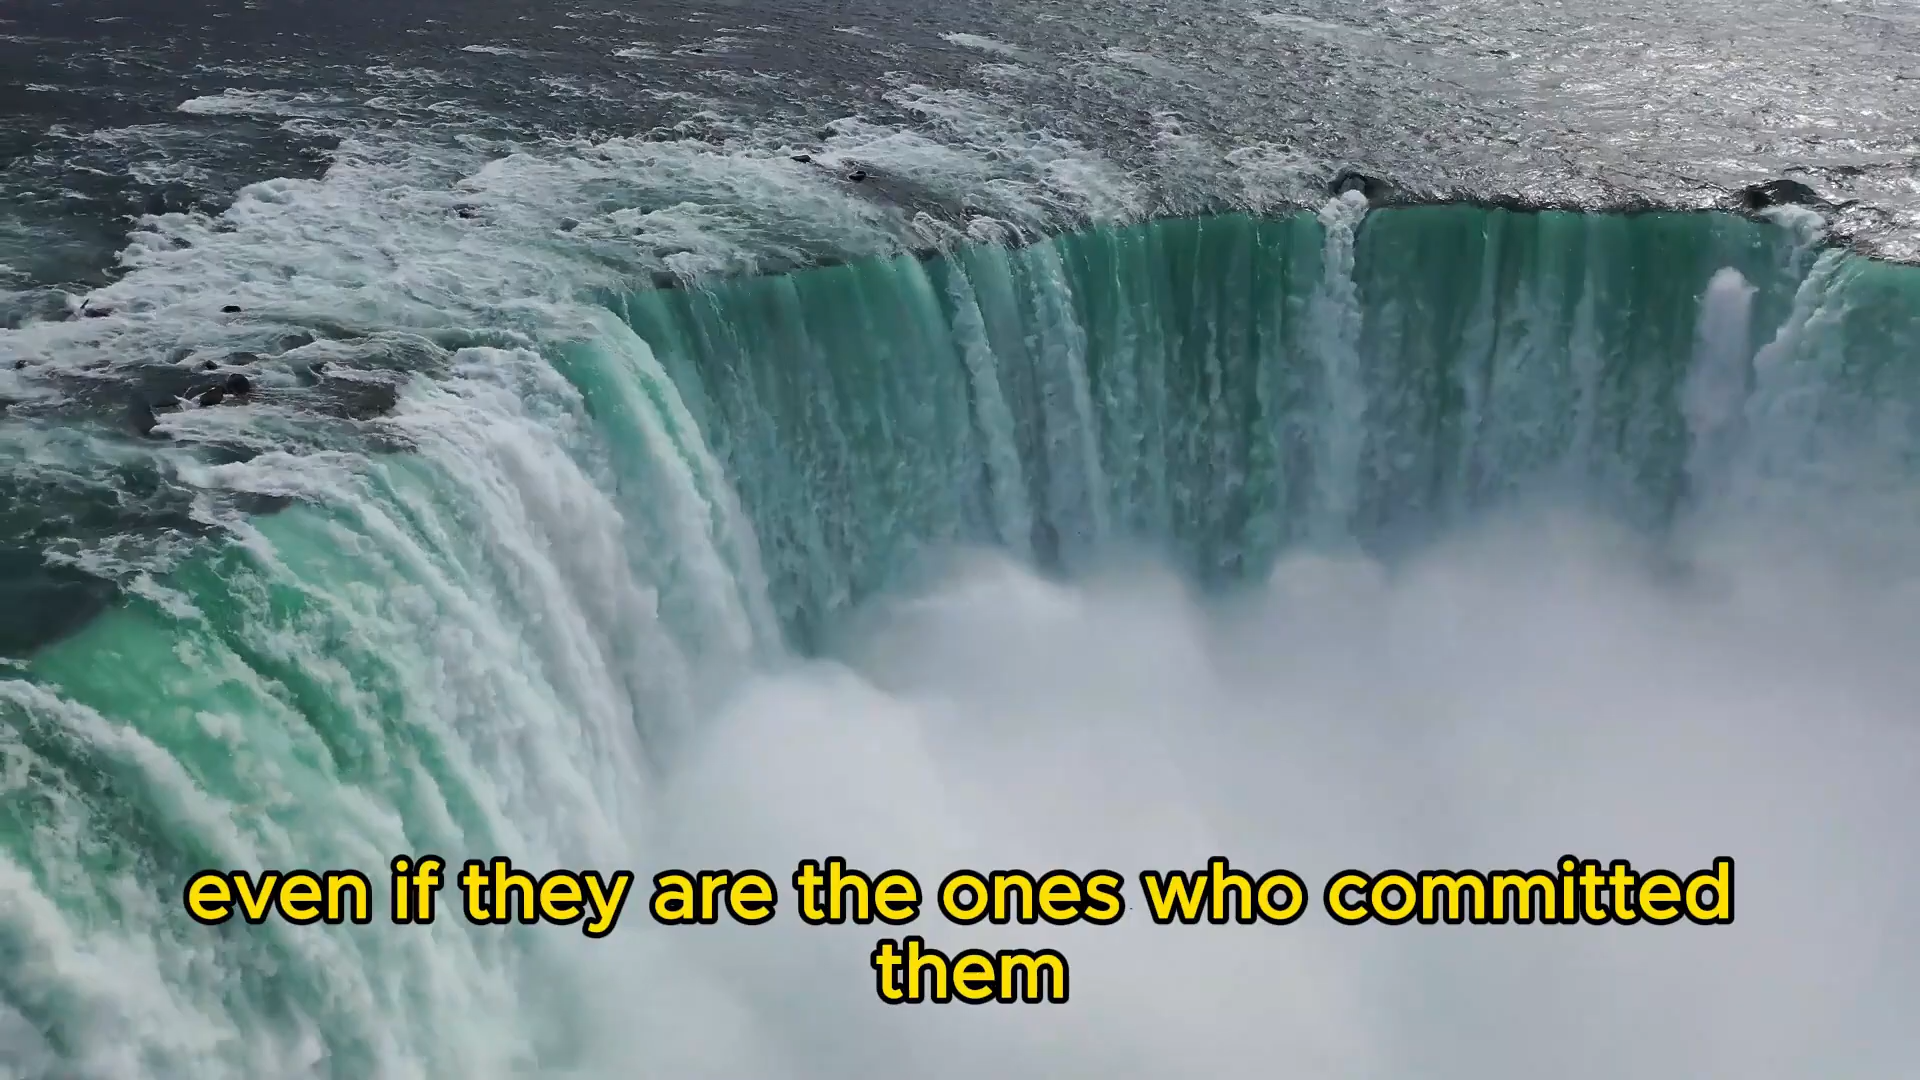 even if they are the ones who committed
them